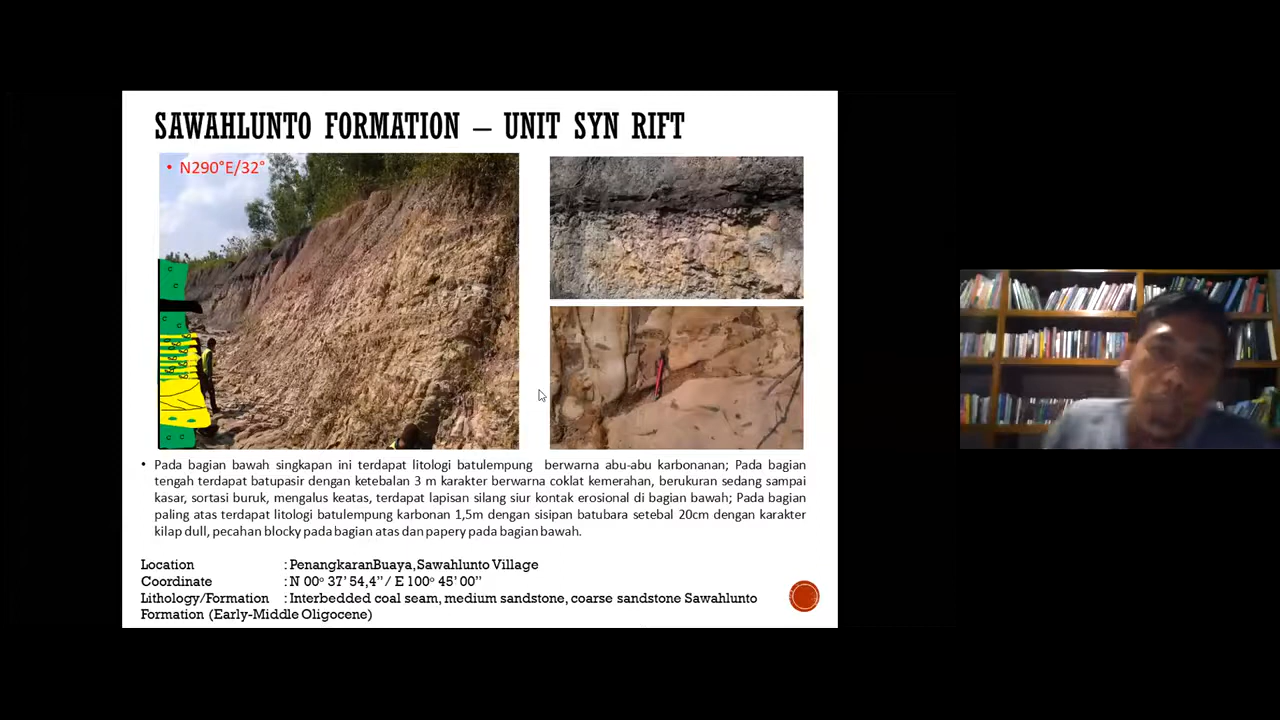 SAWAHLUNTO FORMATION – UNIT SYN RIFT
• N290°E/32°
• Pada bagian bawah singkapan ini terdapat litologi batulempung berwarna abu-abu karbonanan; Pada bagian
tengah terdapat batupasir dengan ketebalan 3 m karakter berwarna coklat kemerahan, berukuran sedang sampai
kasar, sortasi buruk, mengalus keatas, terdapat lapisan silang siur kontak erosional di bagian bawah; Pada bagian
paling atas terdapat litologi batulempung karbonan 1,5m dengan sisipan batubara setebal 20cm dengan karakter
kilap dull, pecahan blocky pada bagian atas dan papery pada bagian bawah.
Location : PenangkaranBuaya, Sawahlunto Village
Coordinate : N 00° 37' 54,4” / E 100° 45' 00”
Lithology/Formation : Interbedded coal seam, medium sandstone, coarse sandstone Sawahlunto
Formation (Early-Middle Oligocene)